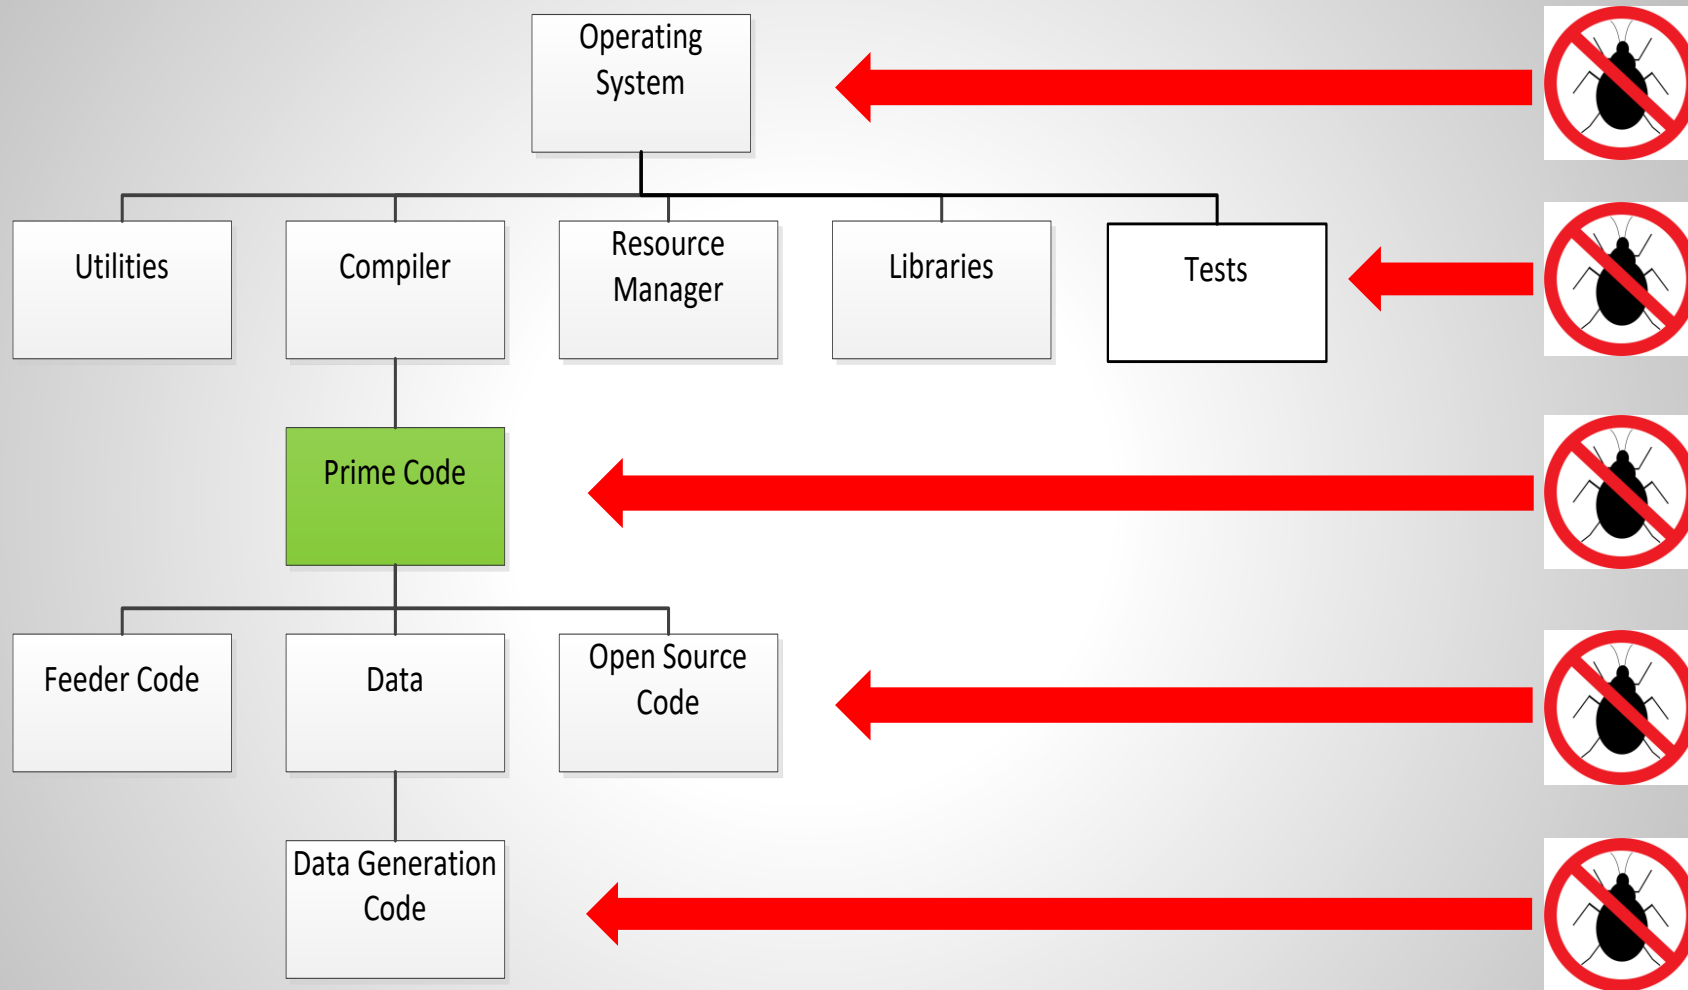 Operating
System
Utilities
Compiler
Resource
Manager
Libraries
Tests
Prime Code
Feeder Code
Data
Open Source
Code
Data Generation
Code